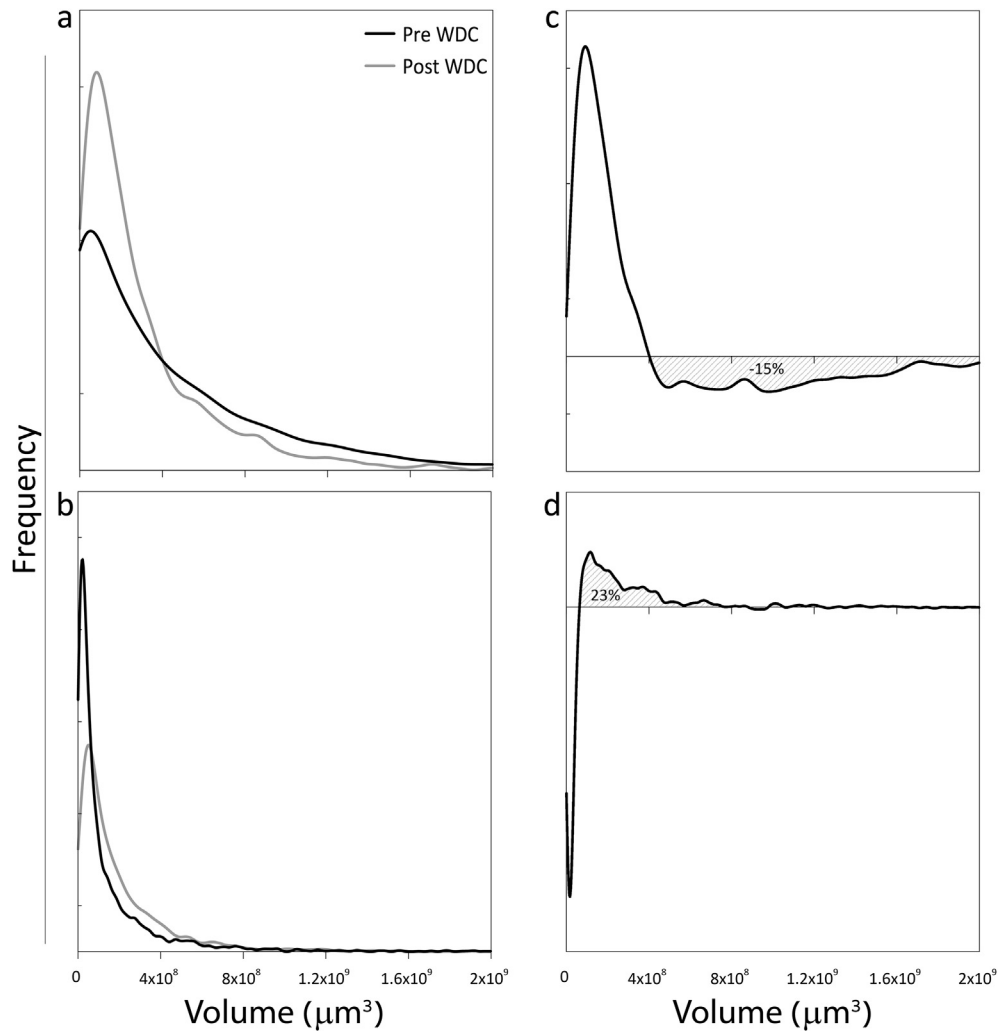 a
Pre WDC
Post WDC
c
-15%
Frequency
b
d
23%
0
4x10⁸
8x10⁸
1.2x10⁹
1.6x10⁹
2x10⁹
0
4x10⁸
8x10⁸
1.2x10⁹
1.6x10⁹
2x10⁹
Volume (μm³)
Volume (μm³)